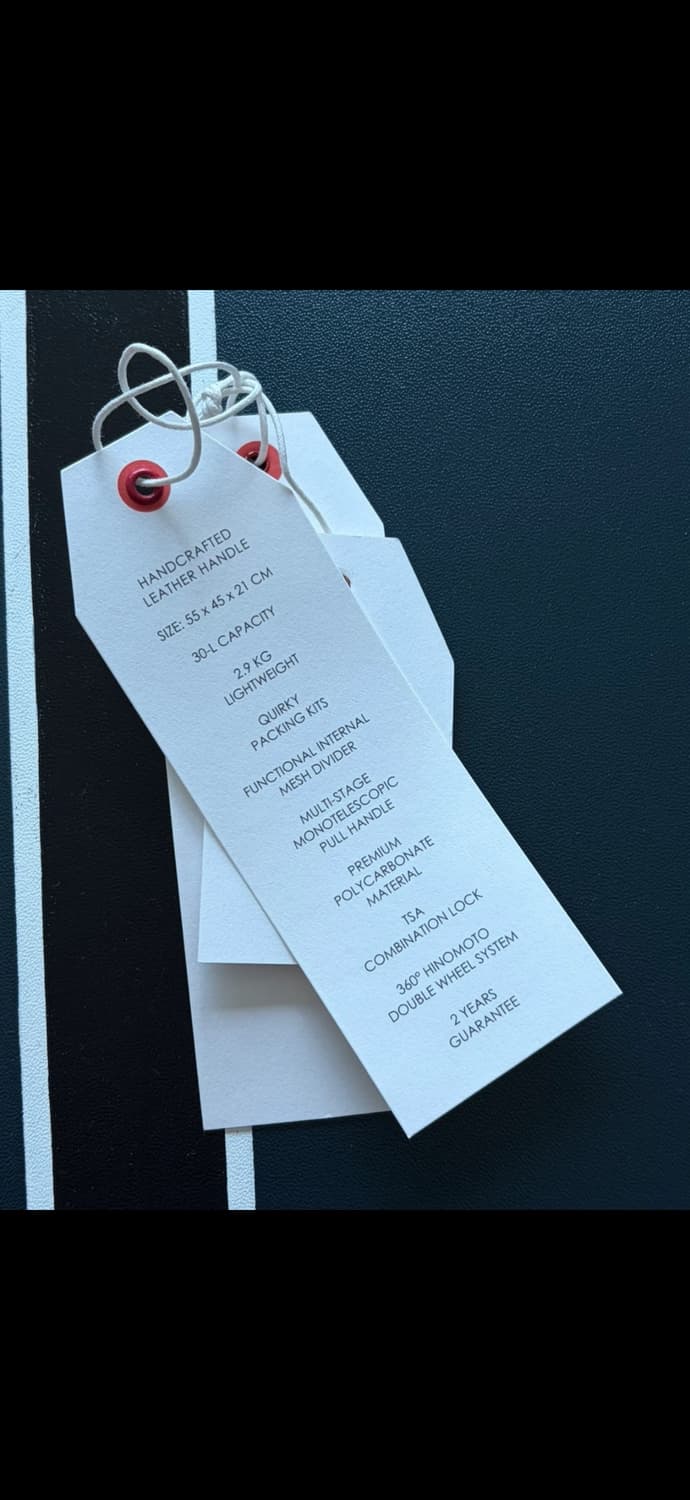 HANDCRAFTED
LEATHER HANDLE
SIZE: 55 x 45 x 21 CM
30-L CAPACITY
2.9 KG
LIGHTWEIGHT
QUIRKY
PACKING KITS
FUNCTIONAL INTERNAL
MESH DIVIDER
MULTI-STAGE
MONOTELESCOPIC
PULL HANDLE
PREMIUM
POLYCARBONATE
MATERIAL
TSA
COMBINATION LOCK
360º HINOMOTO
DOUBLE WHEEL SYSTEM
2 YEARS
GUARANTEE